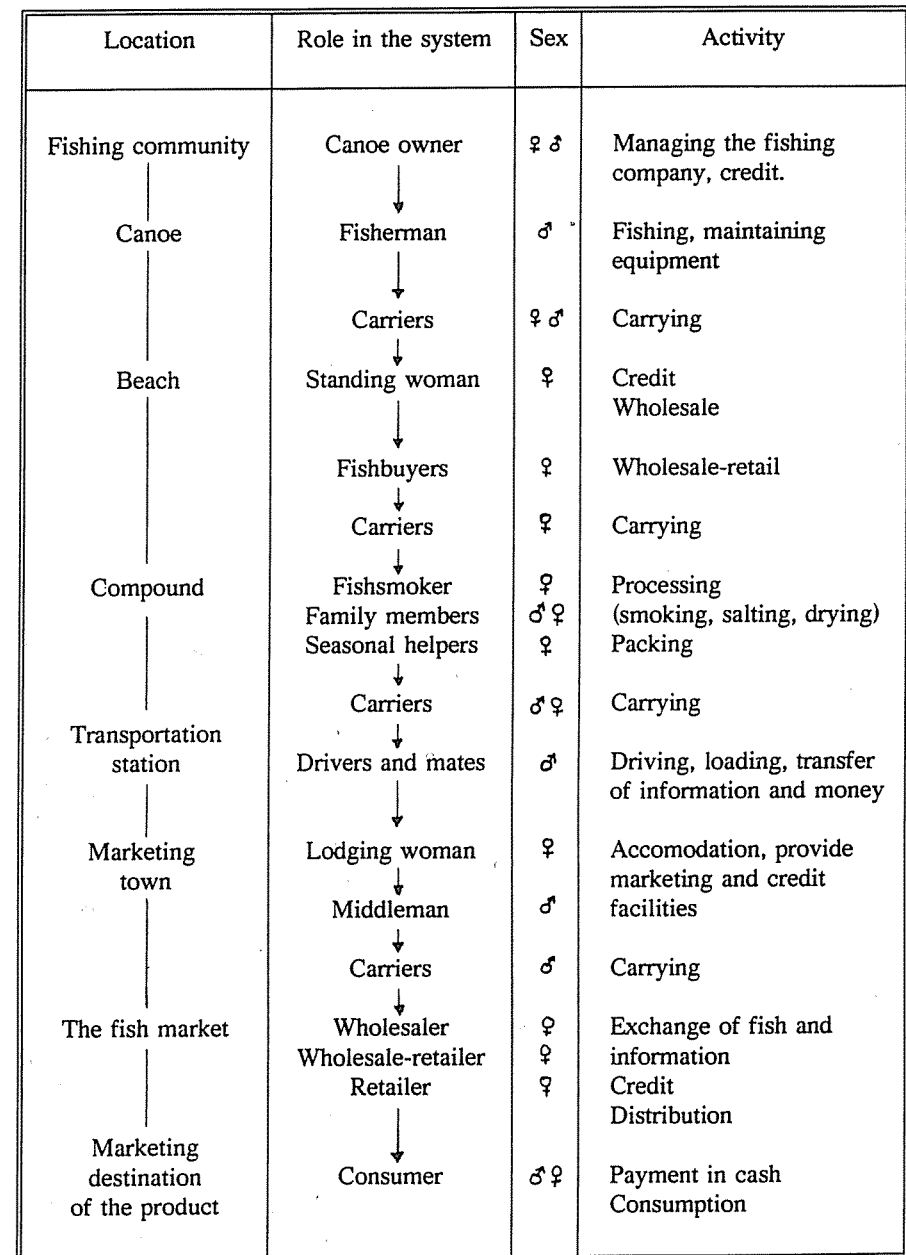 Location Role in the system Sex Activity
Fishing community Canoe owner ♀ ♂ Managing the fishing
company, credit.
Canoe Fisherman ♂ Fishing, maintaining
equipment
Carriers ♀ ♂ Carrying
Beach Standing woman ♀ Credit
Wholesale
Fishbuyers ♀ Wholesale-retail
Carriers ♀ Carrying
Compound Fishsmoker ♀ Processing
Family members ♂ ♀ (smoking, salting, drying)
Seasonal helpers ♀ Packing
Carriers ♂ ♀ Carrying
Transportation
station Drivers and mates ♂ Driving, loading, transfer
of information and money
Marketing Lodging woman ♀ Accomodation, provide
town marketing and credit
Middleman ♂ facilities
Carriers ♂ Carrying
The fish market Wholesaler ♀ Exchange of fish and
Wholesale-retailer ♀ information
Retailer ♀ Credit
Distribution
Marketing
destination Consumer ♂ ♀ Payment in cash
of the product Consumption